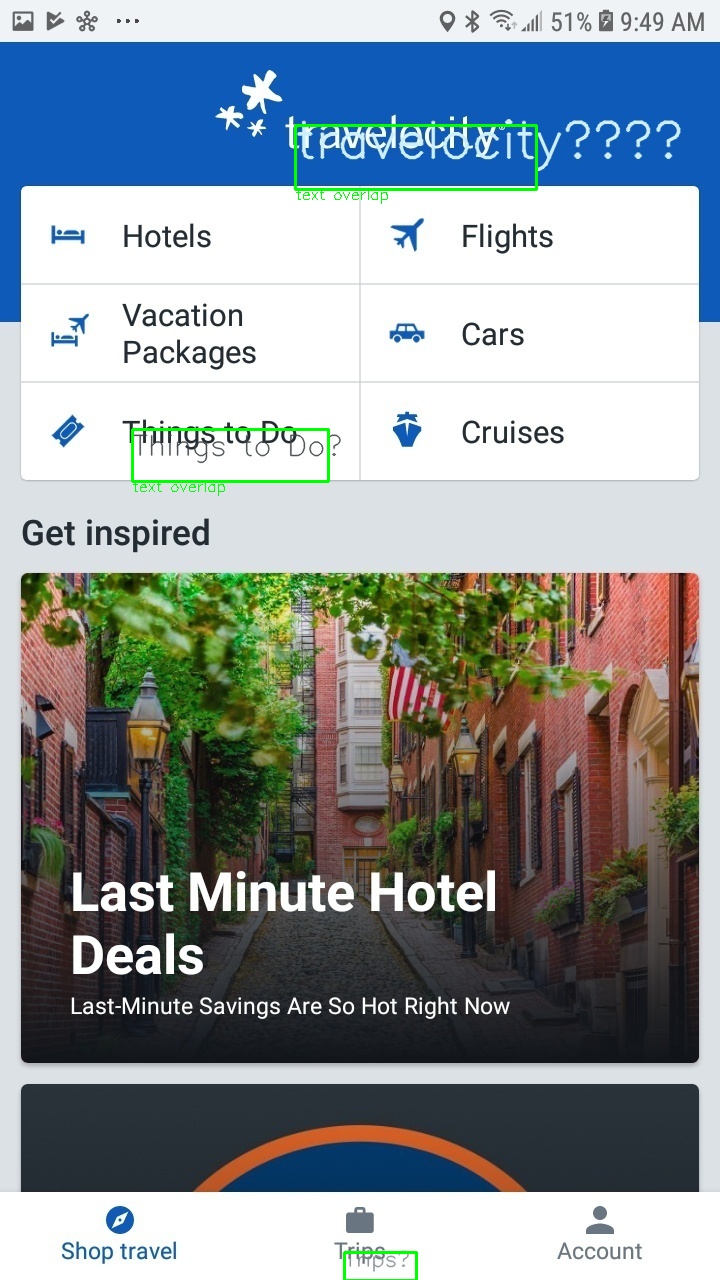 51% 9:49 AM
travelocity
travelocity????
text overlap
Hotels
Flights
Vacation
Packages
Cars
Things to Do
Things to Do?
Cruises
text overlap
Get inspired
Last Minute Hotel
Deals
Last-Minute Savings Are So Hot Right Now
Shop travel
Trips
Account
Trips?